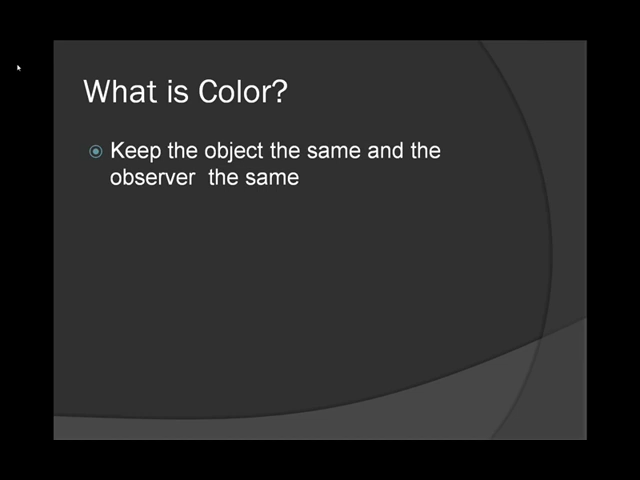 What is Color?
Keep the object the same and the
observer  the same